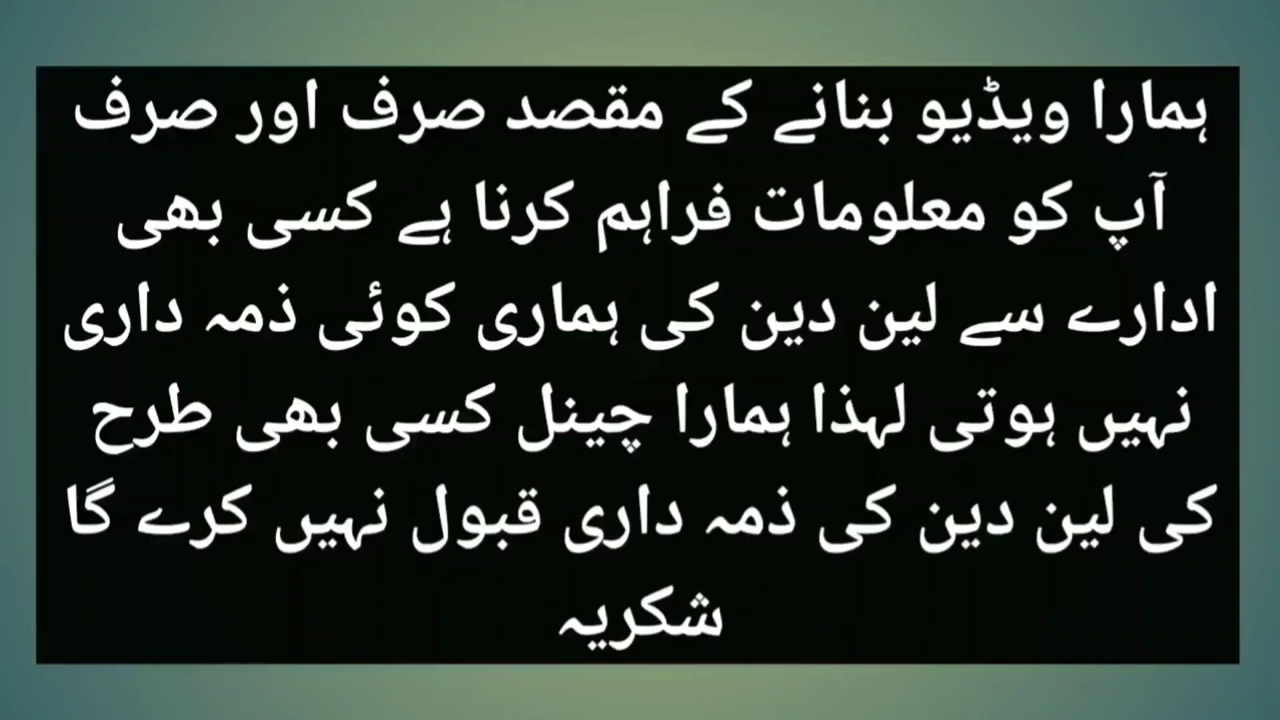 ہمارا ویڈیو بنانے کے مقصد صرف اور صرف
آپ کو معلومات فراہم کرنا ہے کسی بھی
ادارے سے لین دین کی ہماری کوئی ذمہ داری
نہیں ہوتی لہذا ہمارا چینل کسی بھی طرح
کی لین دین کی ذمہ داری قبول نہیں کرے گا
شکریہ